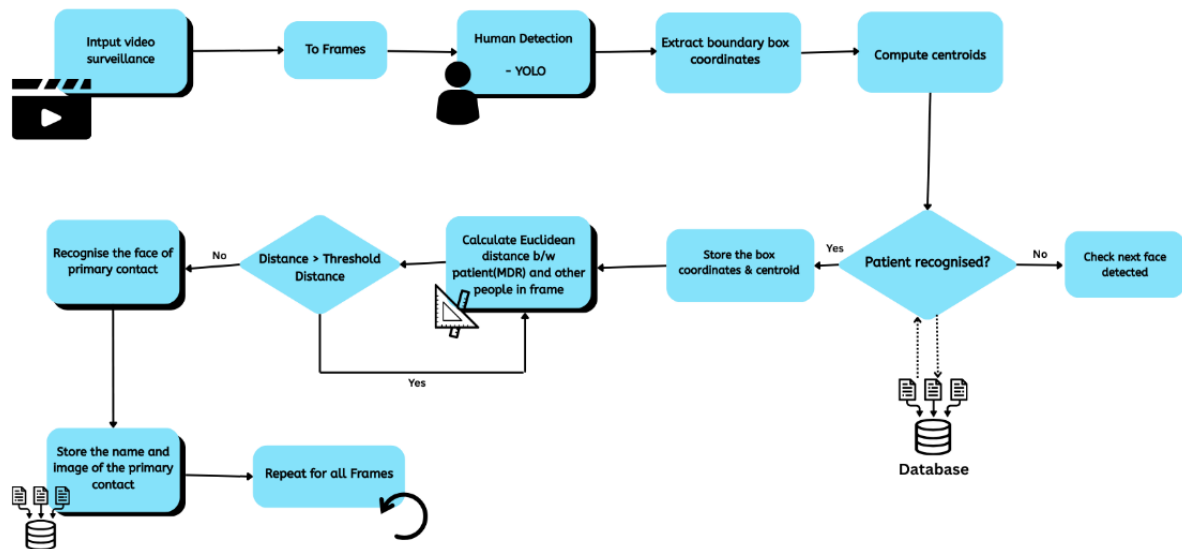 Intput video
surveillance
To Frames
Human Detection
- YOLO
Extract boundary box
coordinates
Compute centroids
Patient recognised?
Yes
No
Check next face
detected
Database
Store the box
coordinates & centroid
Calculate Euclidean
distance b/w
patient(MDR) and other
people in frame
Distance > Threshold
Distance
No
Yes
Recognise the face of
primary contact
Store the name and
image of the primary
contact
Repeat for all Frames